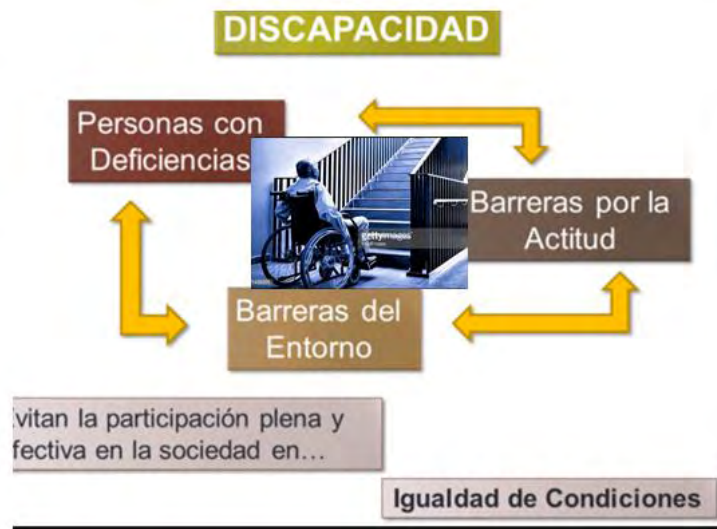 DISCAPACIDAD
Personas con
Deficiencias
Barreras por la
Actitud
gettyimages
Barreras del
Entorno
vitan la participación plena y
fectiva en la sociedad en...
Igualdad de Condiciones